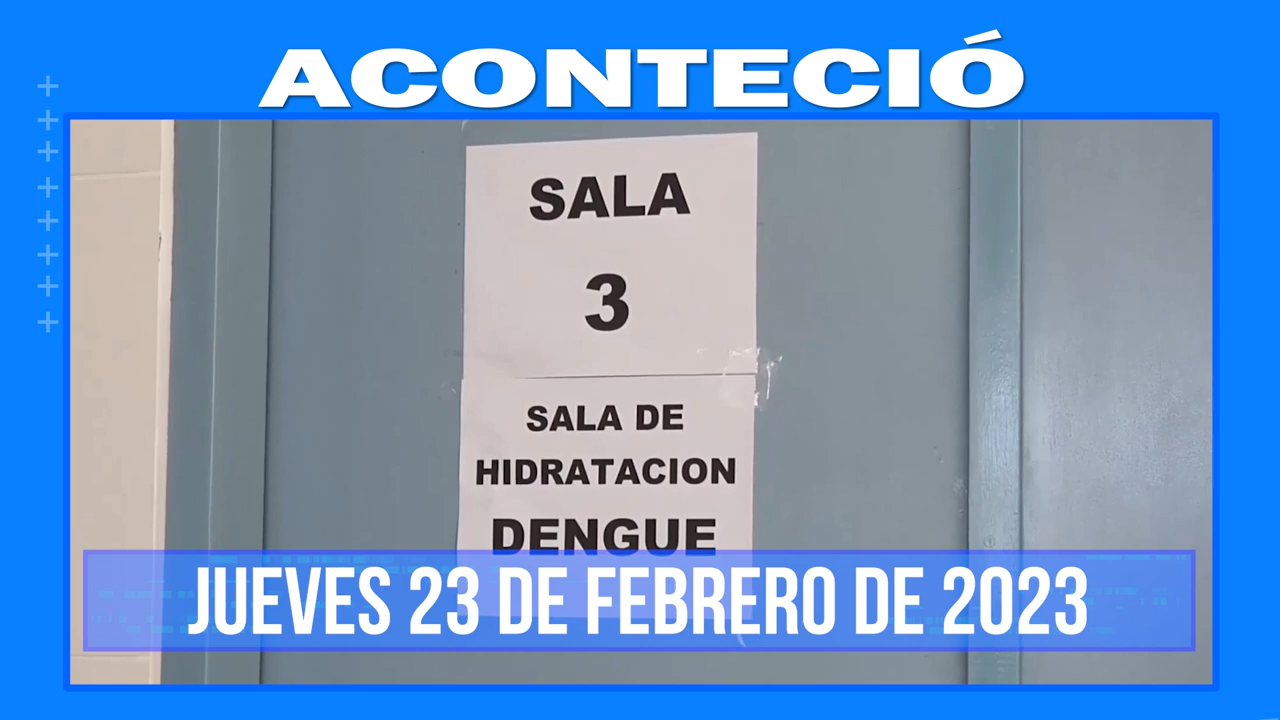 ACONTECIÓ
SALA
3
SALA DE
HIDRATACION
DENGUE
JUEVES 23 DE FEBRERO DE 2023